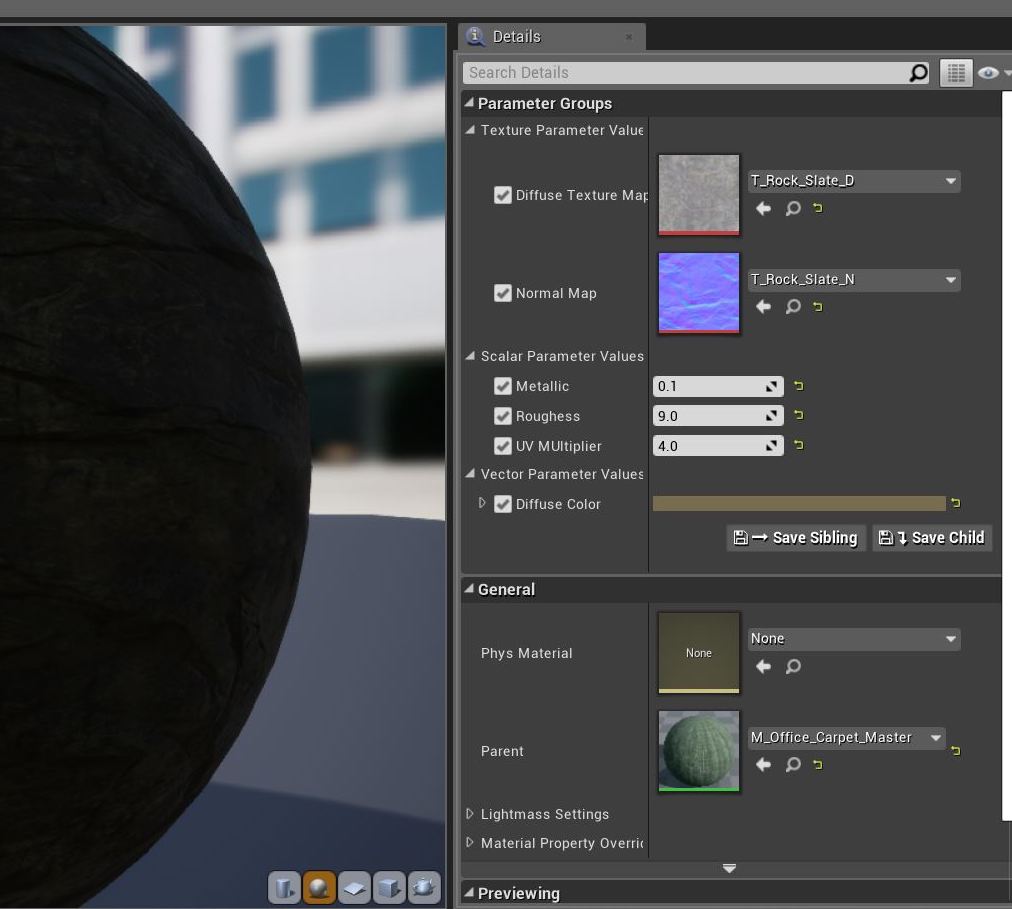 Details
Search Details
Parameter Groups
Texture Parameter Value
Diffuse Texture Map
T_Rock_Slate_D
Normal Map
T_Rock_Slate_N
Scalar Parameter Values
Metallic
0.1
Roughess
9.0
UV MUltiplier
4.0
Vector Parameter Values
Diffuse Color
Save Sibling
Save Child
General
Phys Material
None
None
Parent
M_Office_Carpet_Master
Lightmass Settings
Material Property Overri
Previewing